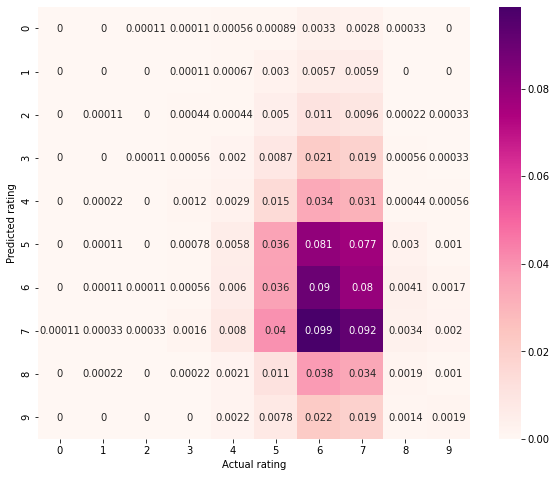 0 0 0 0.00011 0.00011 0.00056 0.00089 0.0033 0.0028 0.00033 0
1 0 0 0 0.00011 0.00067 0.003 0.0057 0.0059 0 0
2 0 0.00011 0 0.00044 0.00044 0.005 0.011 0.0096 0.00022 0.00033
3 0 0 0.00011 0.00056 0.002 0.0087 0.021 0.019 0.00056 0.00033
4 0 0.00022 0 0.0012 0.0029 0.015 0.034 0.031 0.00044 0.00056
5 0 0.00011 0 0.00078 0.0058 0.036 0.081 0.077 0.003 0.001
6 0 0.00011 0.00011 0.00056 0.006 0.036 0.09 0.08 0.0041 0.0017
7 0.00011 0.00033 0.00033 0.0016 0.008 0.04 0.099 0.092 0.0034 0.002
8 0 0.00022 0 0.00022 0.0021 0.011 0.038 0.034 0.0019 0.001
9 0 0 0 0 0.0022 0.0078 0.022 0.019 0.0014 0.0019
0 1 2 3 4 5 6 7 8 9
Actual rating
Predicted rating
0.08
0.06
0.04
0.02
0.00